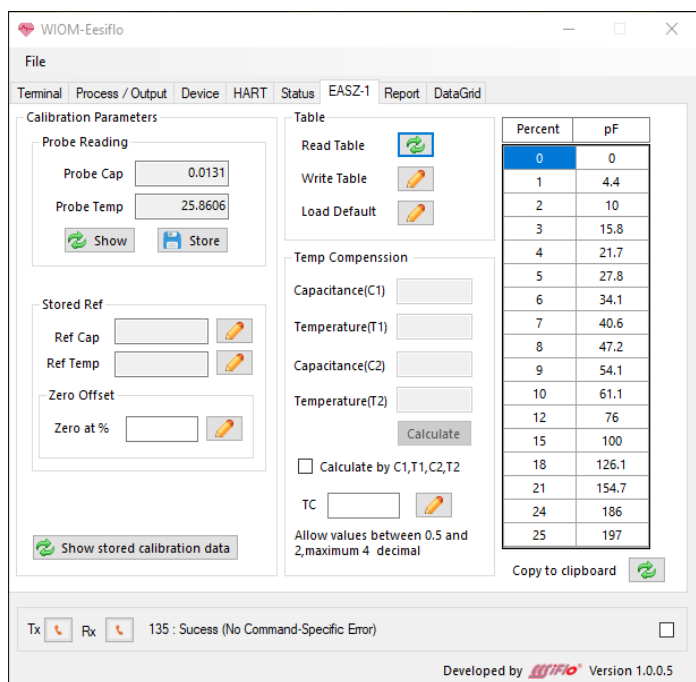 WIOM-Eesiflo
File
Terminal Process / Output Device HART Status EASZ-1 Report DataGrid
Calibration Parameters
Probe Reading
Probe Cap 0.0131
Probe Temp 25.8606
Show Store
Stored Ref
Ref Cap
Ref Temp
Zero Offset
Zero at %
Show stored calibration data
Table
Read Table
Write Table
Load Default
Temp Compenssion
Capacitance(C1)
Temperature(T1)
Capacitance(C2)
Temperature(T2)
Calculate
Calculate by C1,T1,C2,T2
TC
Allow values between 0.5 and
2,maximum 4 decimal
Percent pF
0 0
1 4.4
2 10
3 15.8
4 21.7
5 27.8
6 34.1
7 40.6
8 47.2
9 54.1
10 61.1
12 76
15 100
18 126.1
21 154.7
24 186
25 197
Copy to clipboard
Tx Rx 135 : Sucess (No Command-Specific Error)
Developed by Version 1.0.0.5